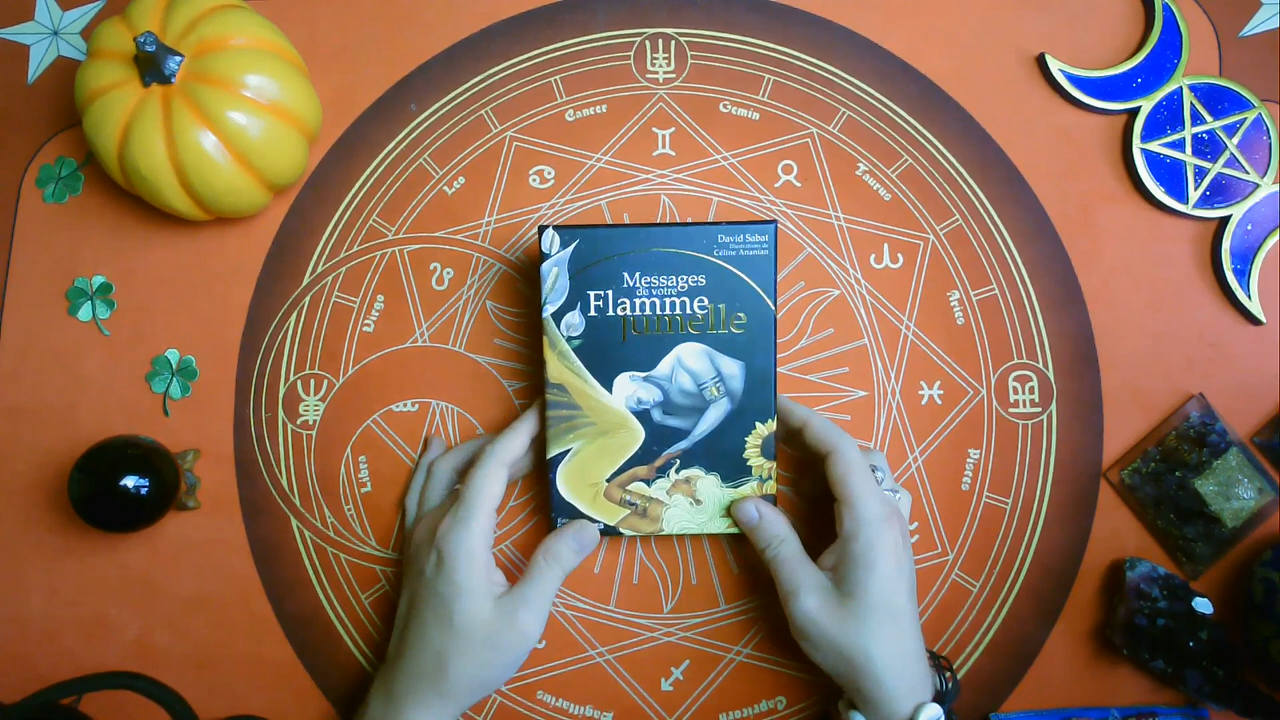 Cancer
Gemin
Leo
Taurus
David Sabat
Illustrations de
Céline Ananian
Messages
de votre
Flamme
jumelle
Virgo
Aries
Libra
Pisces
Sagittarius
Capricorn